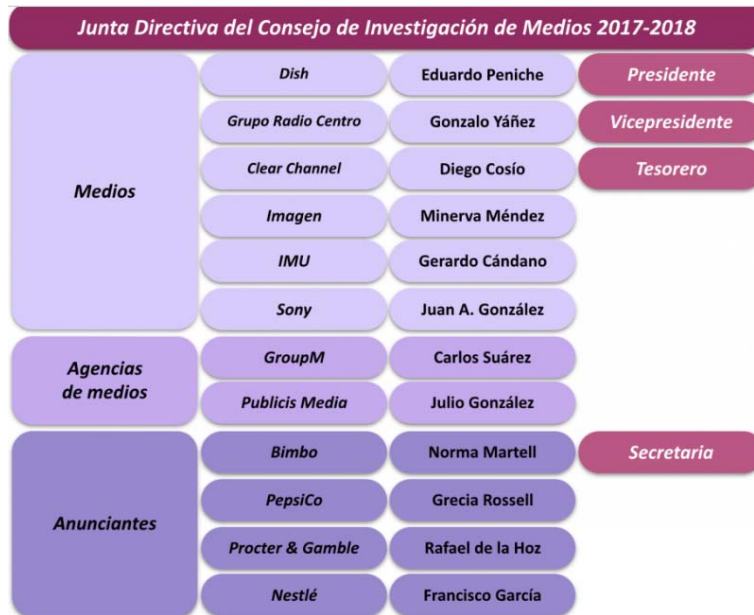 Junta Directiva del Consejo de Investigación de Medios 2017-2018
Medios
Dish
Eduardo Peniche
Presidente
Grupo Radio Centro
Gonzalo Yáñez
Vicepresidente
Clear Channel
Diego Cosío
Tesorero
Imagen
Minerva Méndez
IMU
Gerardo Cándano
Sony
Juan A. González
Agencias
de medios
GroupM
Carlos Suárez
Publicis Media
Julio González
Anunciantes
Bimbo
Norma Martell
Secretaria
PepsiCo
Grecia Rossell
Procter & Gamble
Rafael de la Hoz
Nestlé
Francisco García